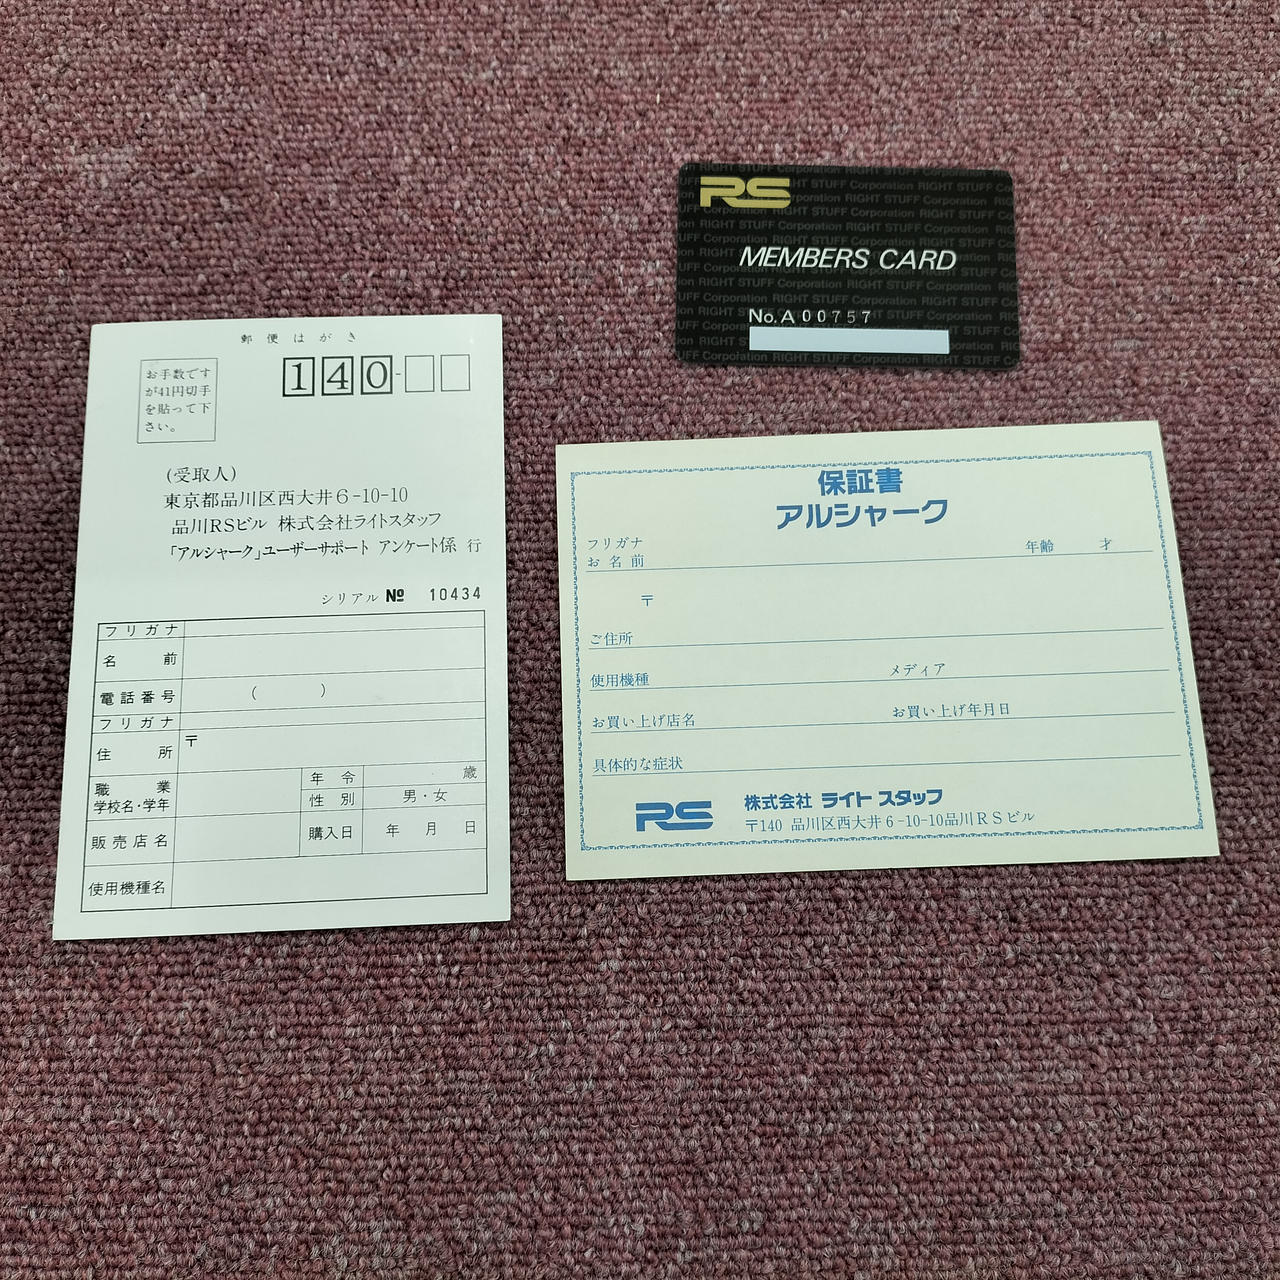 郵便はがき
お手数です
が41円切手
を貼って下
さい。
140-
(受取人)
東京都品川区西大井6-10-10
品川RSビル 株式会社ライトスタッフ
「アルシャーク」ユーザーサポート アンケート係 行
シリアル № 10434
フリガナ
名 前
電話番号 ( )
フリガナ
住 所 〒
職 業
学校名・学年
年 令 歳
性 別 男・女
販売店名
購入日 年 月 日
使用機種名
RS
MEMBERS CARD
No.A00757
RIGHT STUFF Corporation
保証書
アルシャーク
フリガナ
お名前 年齢 才
〒
ご住所
使用機種 メディア
お買い上げ店名 お買い上げ年月日
具体的な症状
RS 株式会社 ライト スタッフ
〒140 品川区西大井6-10-10品川RSビル